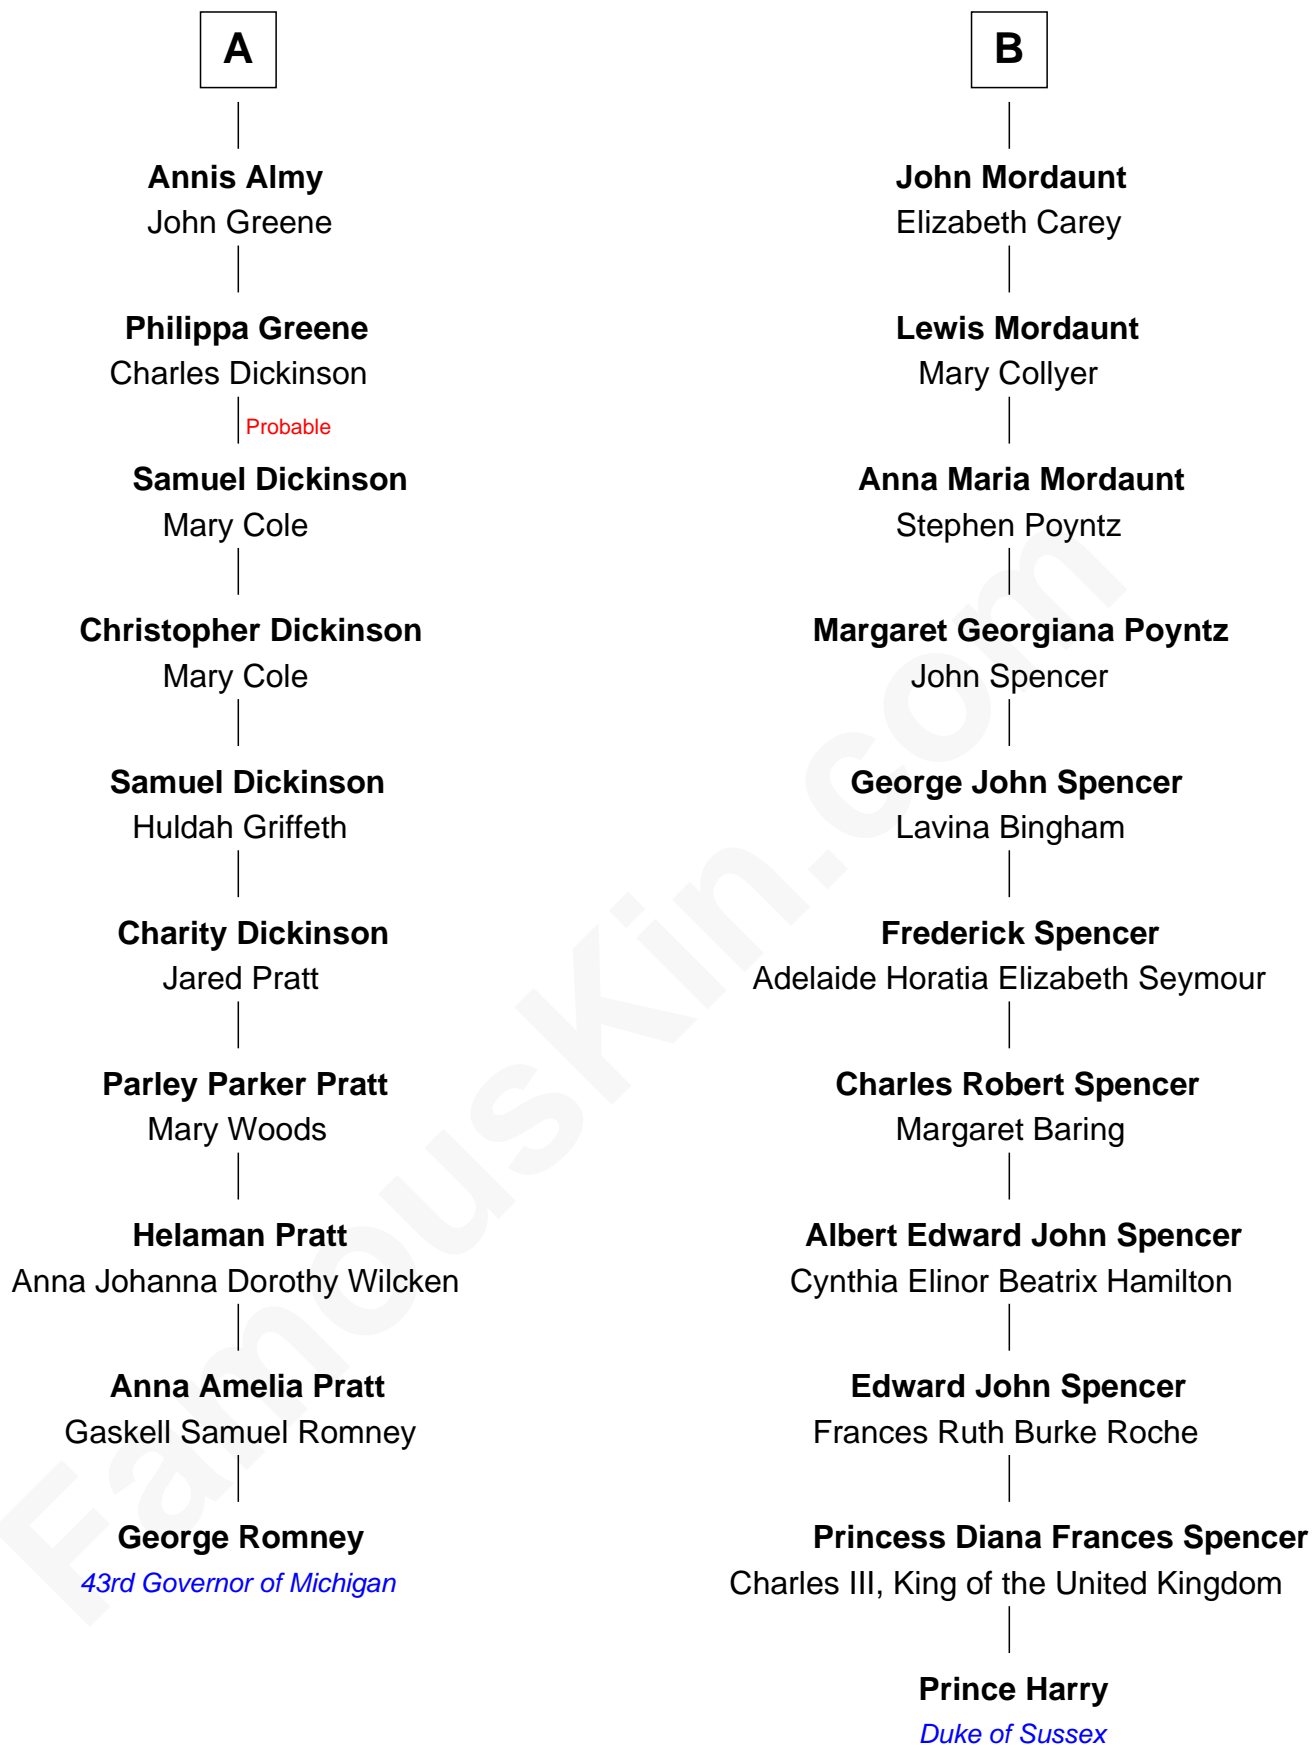 A
Annis Almy
John Greene
Philippa Greene
Charles Dickinson
Probable
Samuel Dickinson
Mary Cole
Christopher Dickinson
Mary Cole
Samuel Dickinson
Huldah Griffeth
Charity Dickinson
Jared Pratt
Parley Parker Pratt
Mary Woods
Helaman Pratt
Anna Johanna Dorothy Wilcken
Anna Amelia Pratt
Gaskell Samuel Romney
George Romney
43rd Governor of Michigan
B
John Mordaunt
Elizabeth Carey
Lewis Mordaunt
Mary Collyer
Anna Maria Mordaunt
Stephen Poyntz
Margaret Georgiana Poyntz
John Spencer
George John Spencer
Lavina Bingham
Frederick Spencer
Adelaide Horatia Elizabeth Seymour
Charles Robert Spencer
Margaret Baring
Albert Edward John Spencer
Cynthia Elinor Beatrix Hamilton
Edward John Spencer
Frances Ruth Burke Roche
Princess Diana Frances Spencer
Charles III, King of the United Kingdom
Prince Harry
Duke of Sussex
FamousKin.com